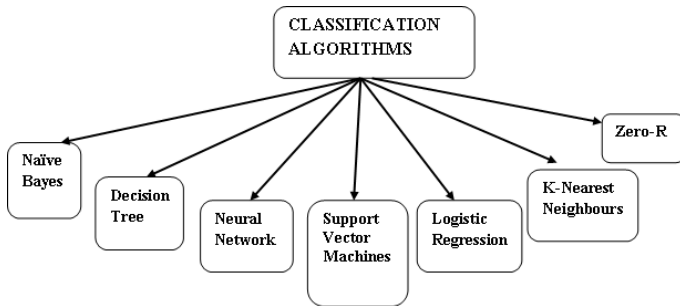 CLASSIFICATION
ALGORITHMS
Naïve
Bayes
Decision
Tree
Neural
Network
Support
Vector
Machines
Logistic
Regression
K-Nearest
Neighbours
Zero-R